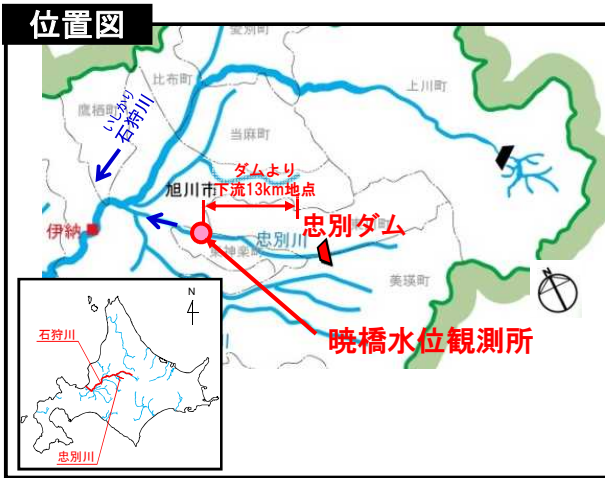 位置図
愛別町
比布町
上川町
鷹栖町
いしかり
石狩川
当麻町
ダムより
下流13km地点
旭川市
伊納
忠別川
忠別ダム
東神楽町
美瑛町
N
暁橋水位観測所
N
4
石狩川
忠別川